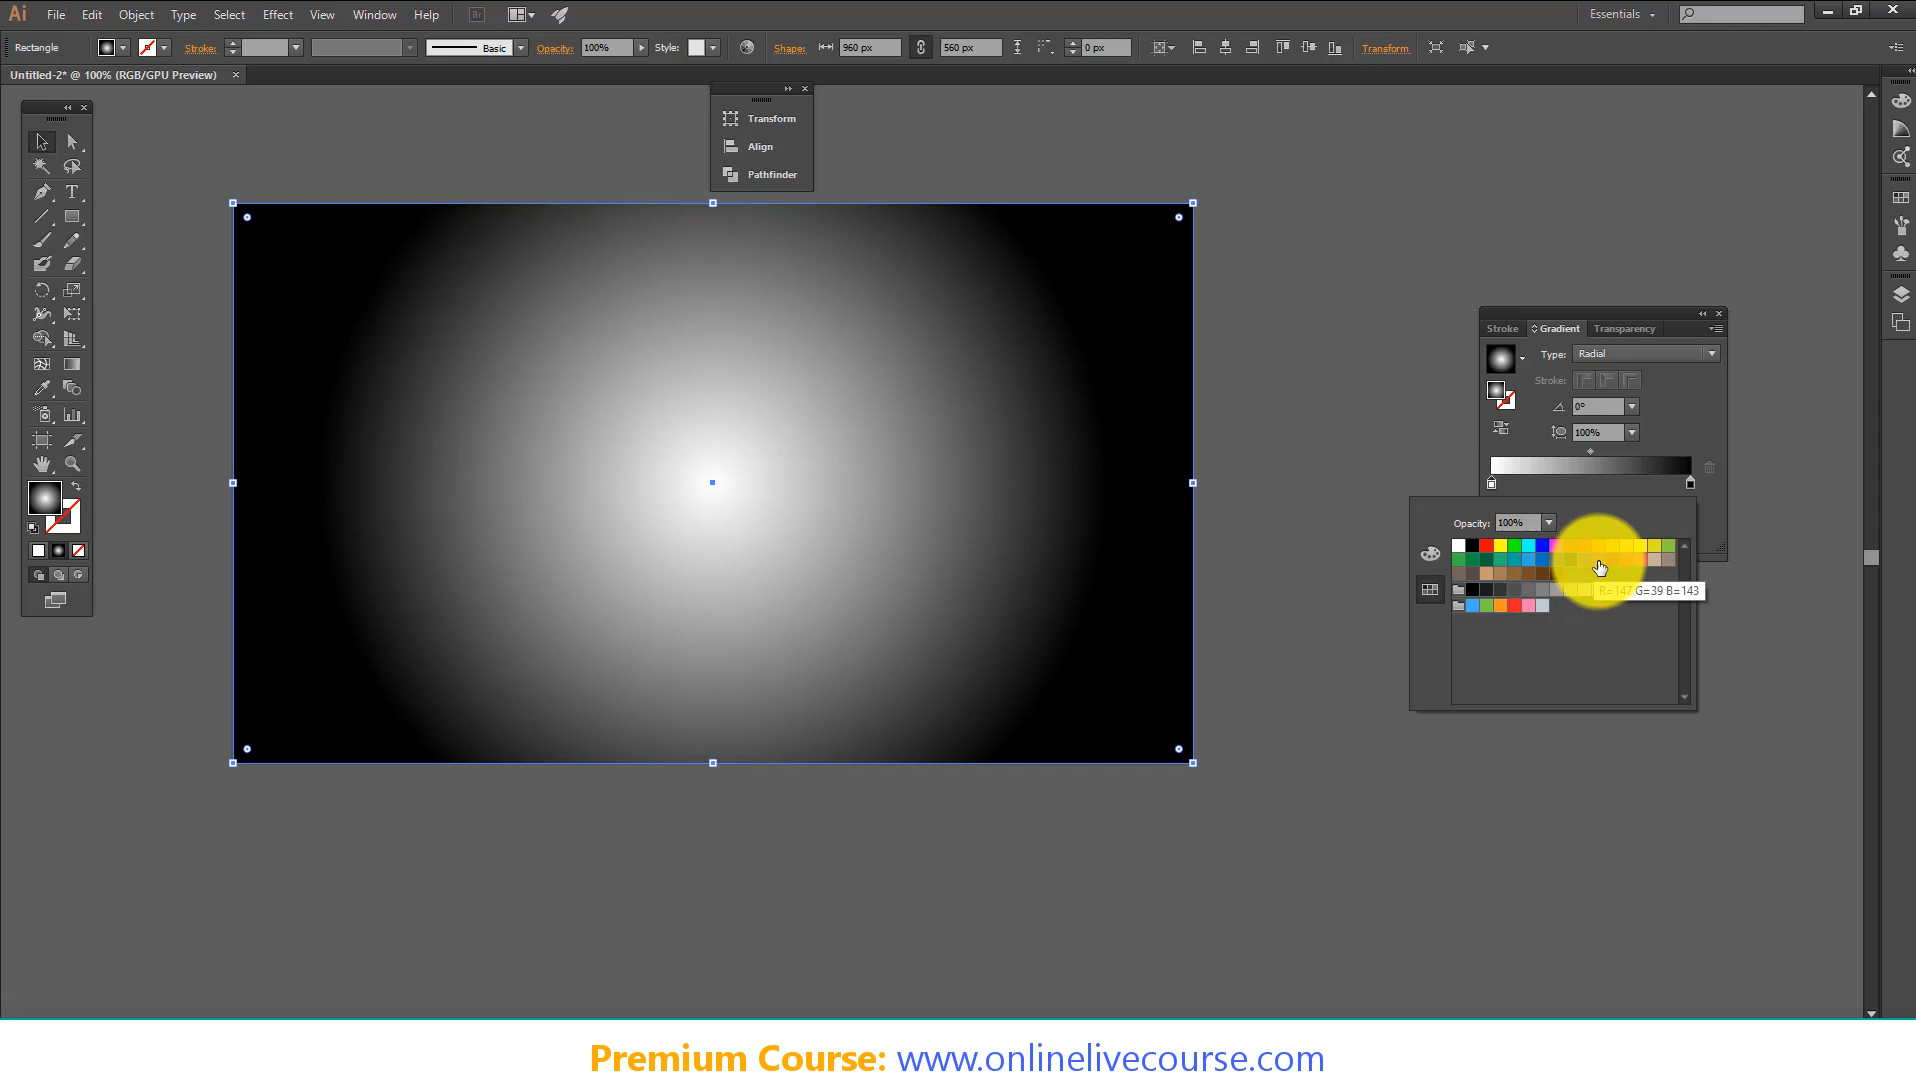 Ai File Edit Object Type Select Effect View Window Help Br Essentials
Rectangle Stroke: Basic Opacity: 100% Style: Shape: 960 px 560 px 0 px Transform
Untitled-2* @ 100% (RGB/GPU Preview)
Transform
Align
Pathfinder
Stroke Gradient Transparency
Type: Radial
Stroke:
0°
100%
Opacity: 100%
R=147 G=39 B=143
Premium Course: www.onlinelivecourse.com